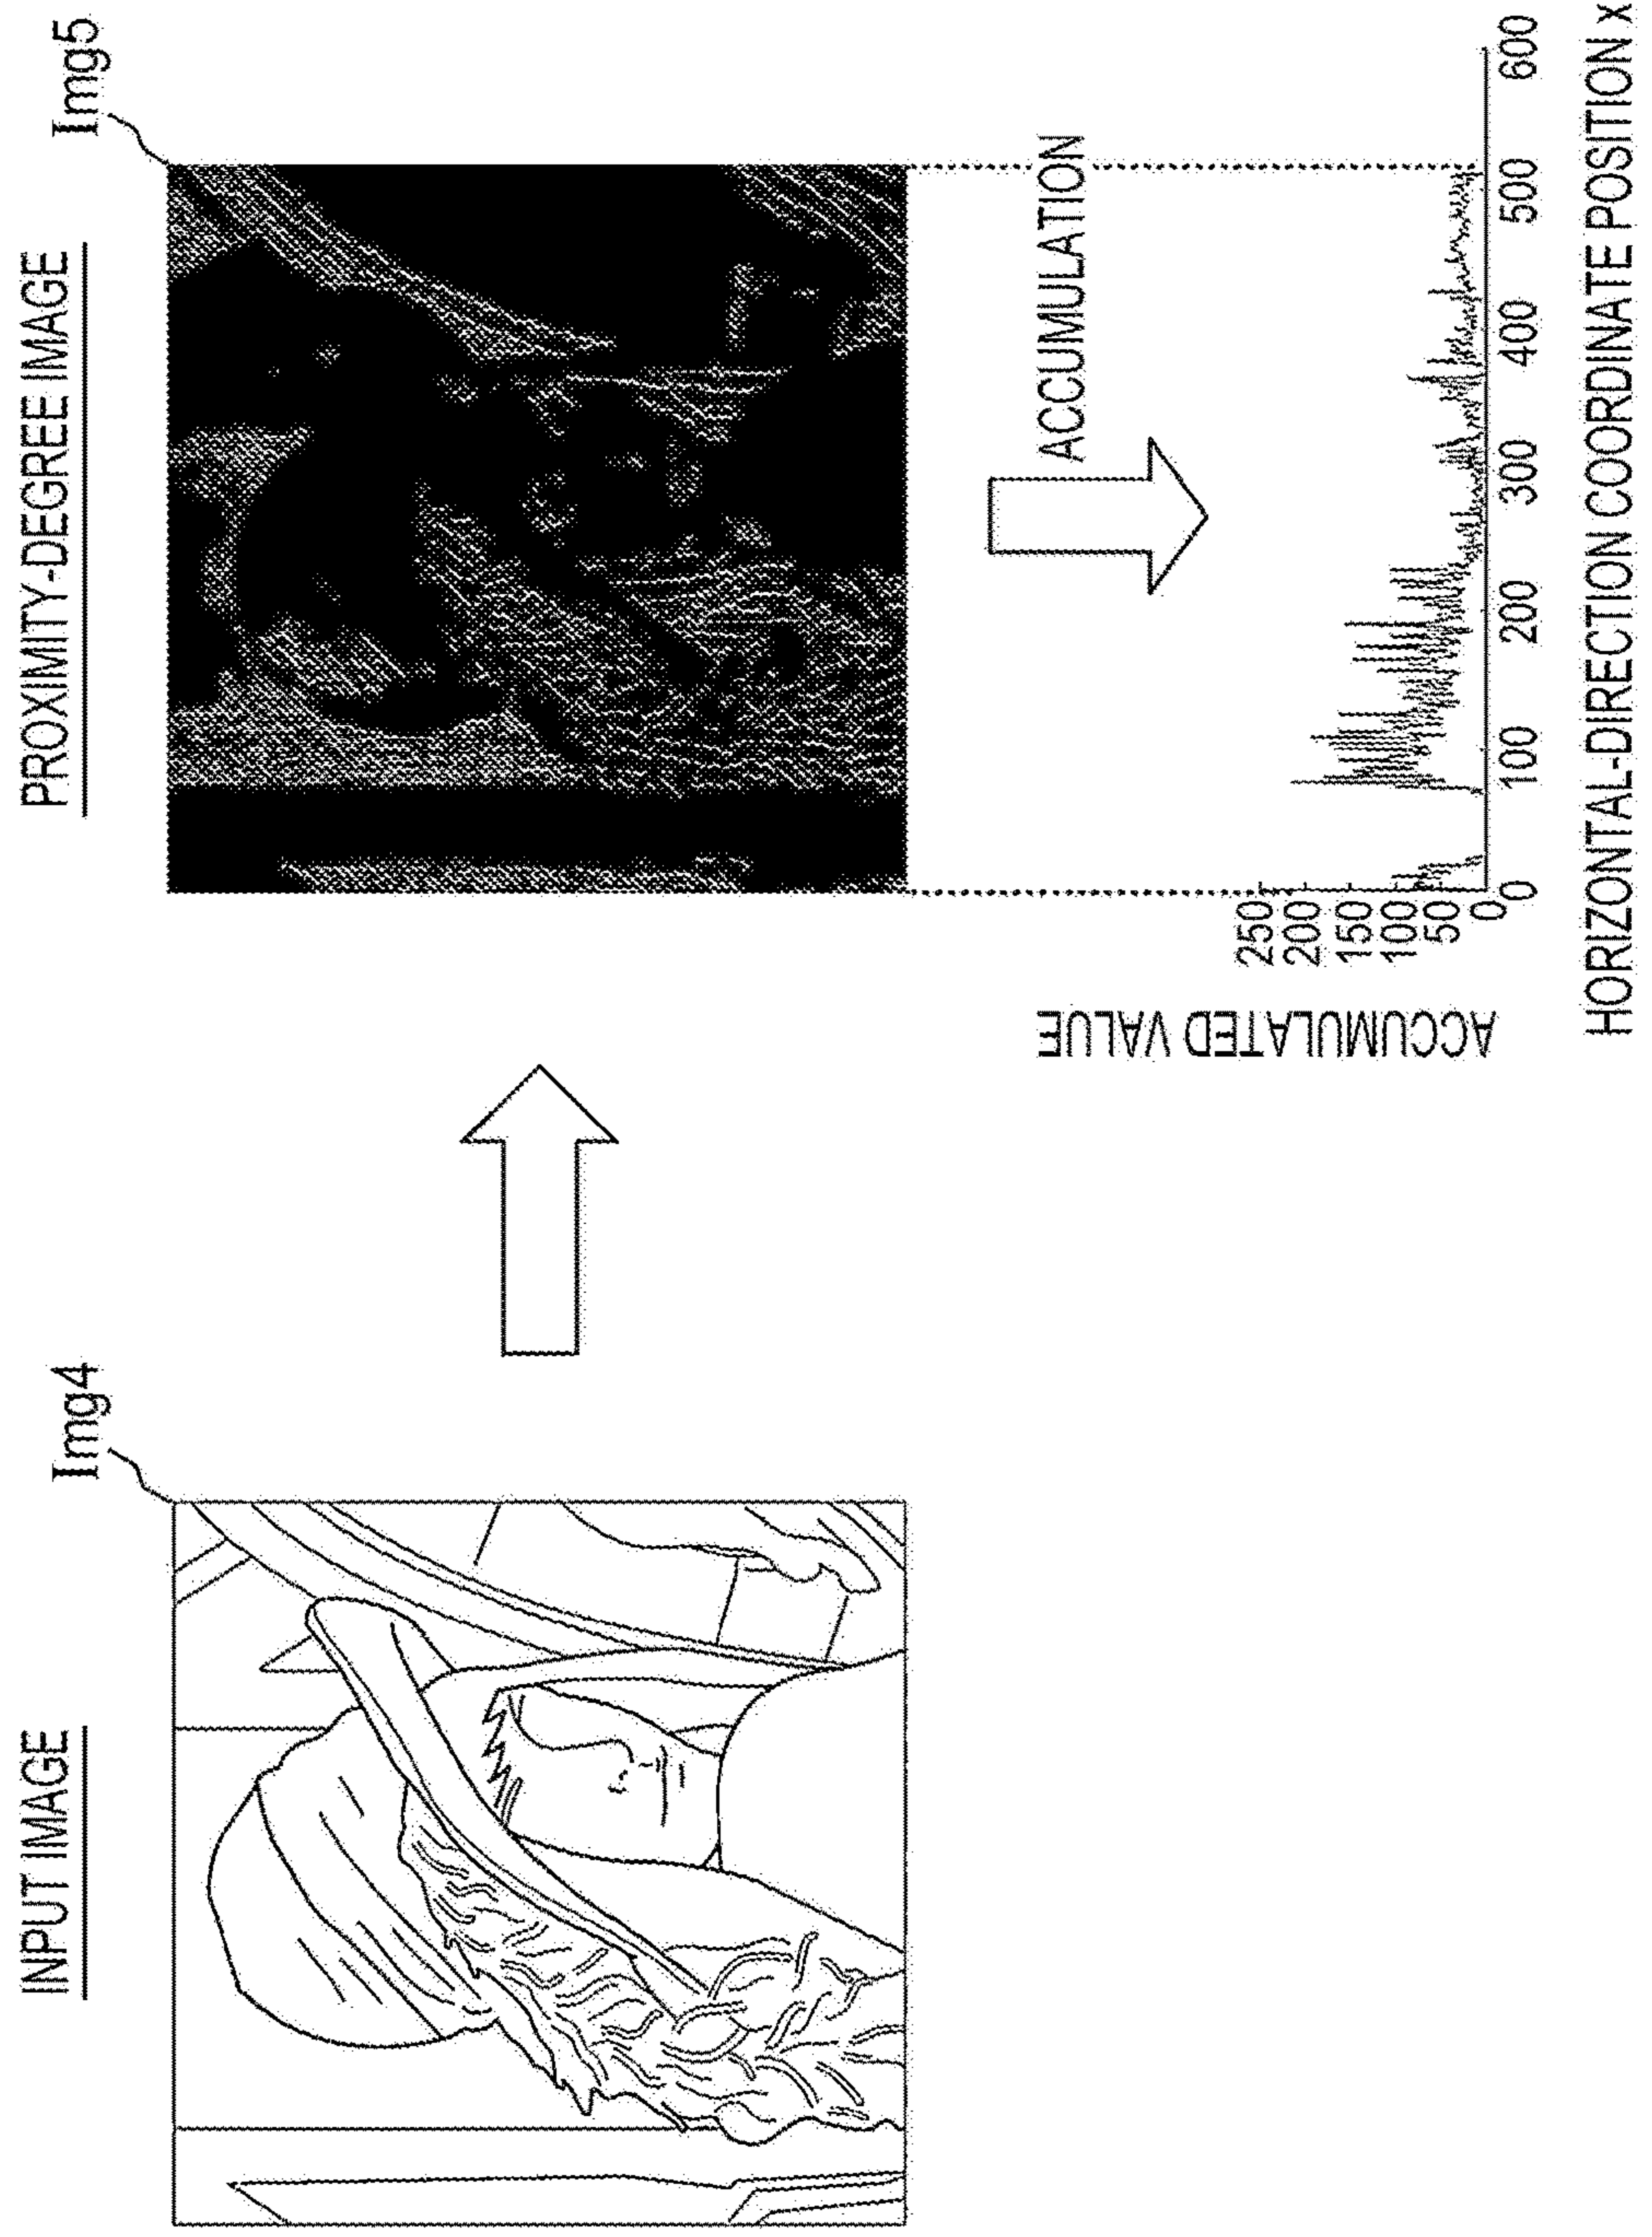 INPUT IMAGE
Img4
PROXIMITY-DEGREE IMAGE
Img5
ACCUMULATION
ACCUMULATED VALUE
250
200
150
100
50
0
0 100 200 300 400 500 600
HORIZONTAL-DIRECTION COORDINATE POSITION x